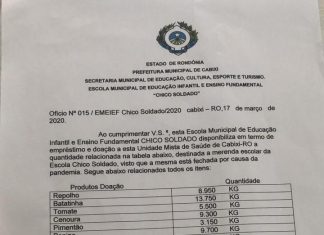 ESTADO DE RONDÔNIA
PREFEITURA MUNICIPAL DE CABIXI
SECRETARIA MUNICIPAL DE EDUCAÇÃO, CULTURA, ESPORTE E TURISMO.
ESCOLA MUNICIPAL DE EDUCAÇÃO INFANTIL E ENSINO FUNDAMENTAL
"CHICO SOLDADO"
Oficio Nº 015 / EMEIEF Chico Soldado/2020 cabixi – RO,17 de março de
2020.
Ao cumprimentar V.S ª, esta Escola Municipal de Educação
Infantil e Ensino Fundamental CHICO SOLDADO disponibiliza em termo de
empréstimo e doação a esta Unidade Mista de Saúde de Cabixi-RO a
quantidade relacionada na tabela abaixo, destinada a merenda escolar da
Escola Chico Soldado, visto que a mesma está fechada por causa da
pandemia. Segue abaixo relacionado todos os itens:
Produtos Doação Quantidade
Repolho 6.950 KG
Batatinha 13.750 KG
Tomate 5.500 KG
Cenoura 9.300 KG
Pimentão 3.150 KG
9.700 KG